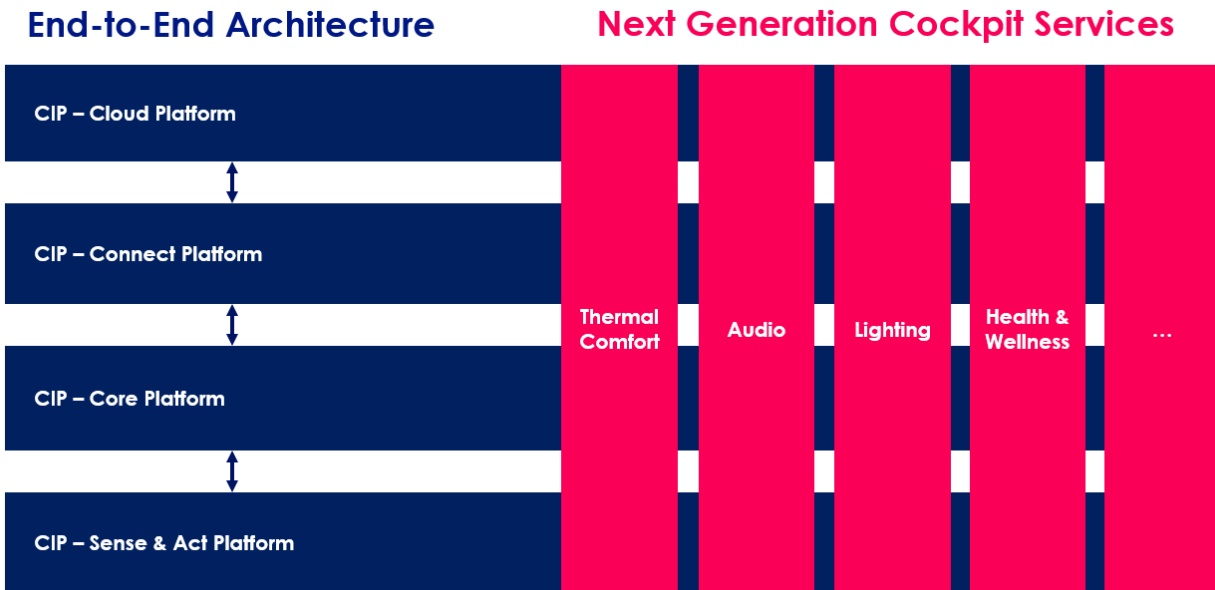 End-to-End Architecture
Next Generation Cockpit Services
CIP – Cloud Platform
CIP – Connect Platform
CIP – Core Platform
CIP – Sense & Act Platform
Thermal
Comfort
Audio
Lighting
Health &
Wellness
...